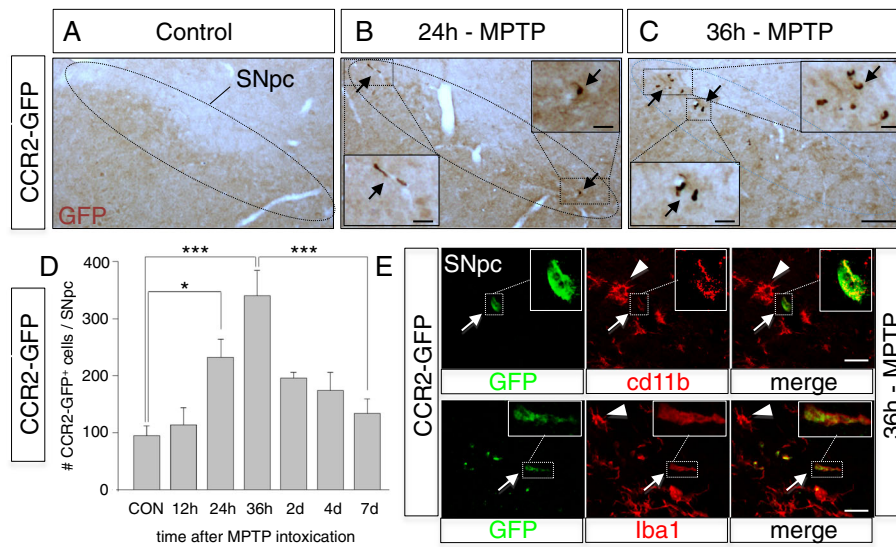 A Control
B 24h - MPTP
C 36h - MPTP
CCR2-GFP
SNpc
GFP
D
CCR2-GFP
# CCR2-GFP⁺ cells / SNpc
400
300
200
100
0
***
***
*
CON 12h 24h 36h 2d 4d 7d
time after MPTP intoxication
E
CCR2-GFP
SNpc
GFP cd11b merge
GFP Iba1 merge
36h - MPTP